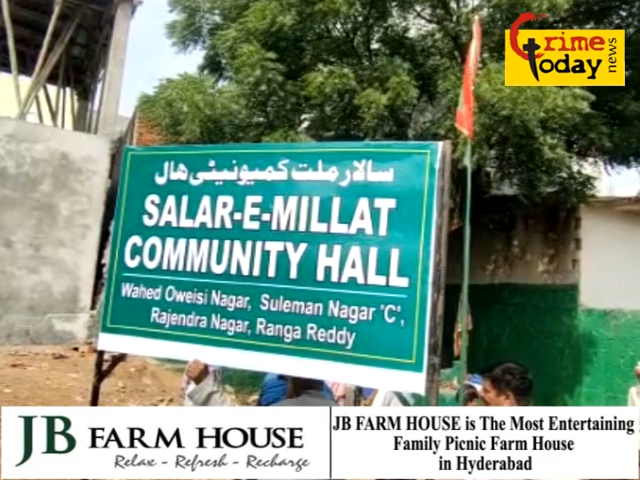 Crime
Today
news
سالار ملت کمیونیٹی ہال
SALAR-E-MILLAT
COMMUNITY HALL
Wahed Oweisi Nagar, Suleman Nagar 'C',
Rajendra Nagar, Ranga Reddy
JB FARM HOUSE
Relax - Refresh - Recharge
JB FARM HOUSE is The Most Entertaining
Family Picnic Farm House
in Hyderabad